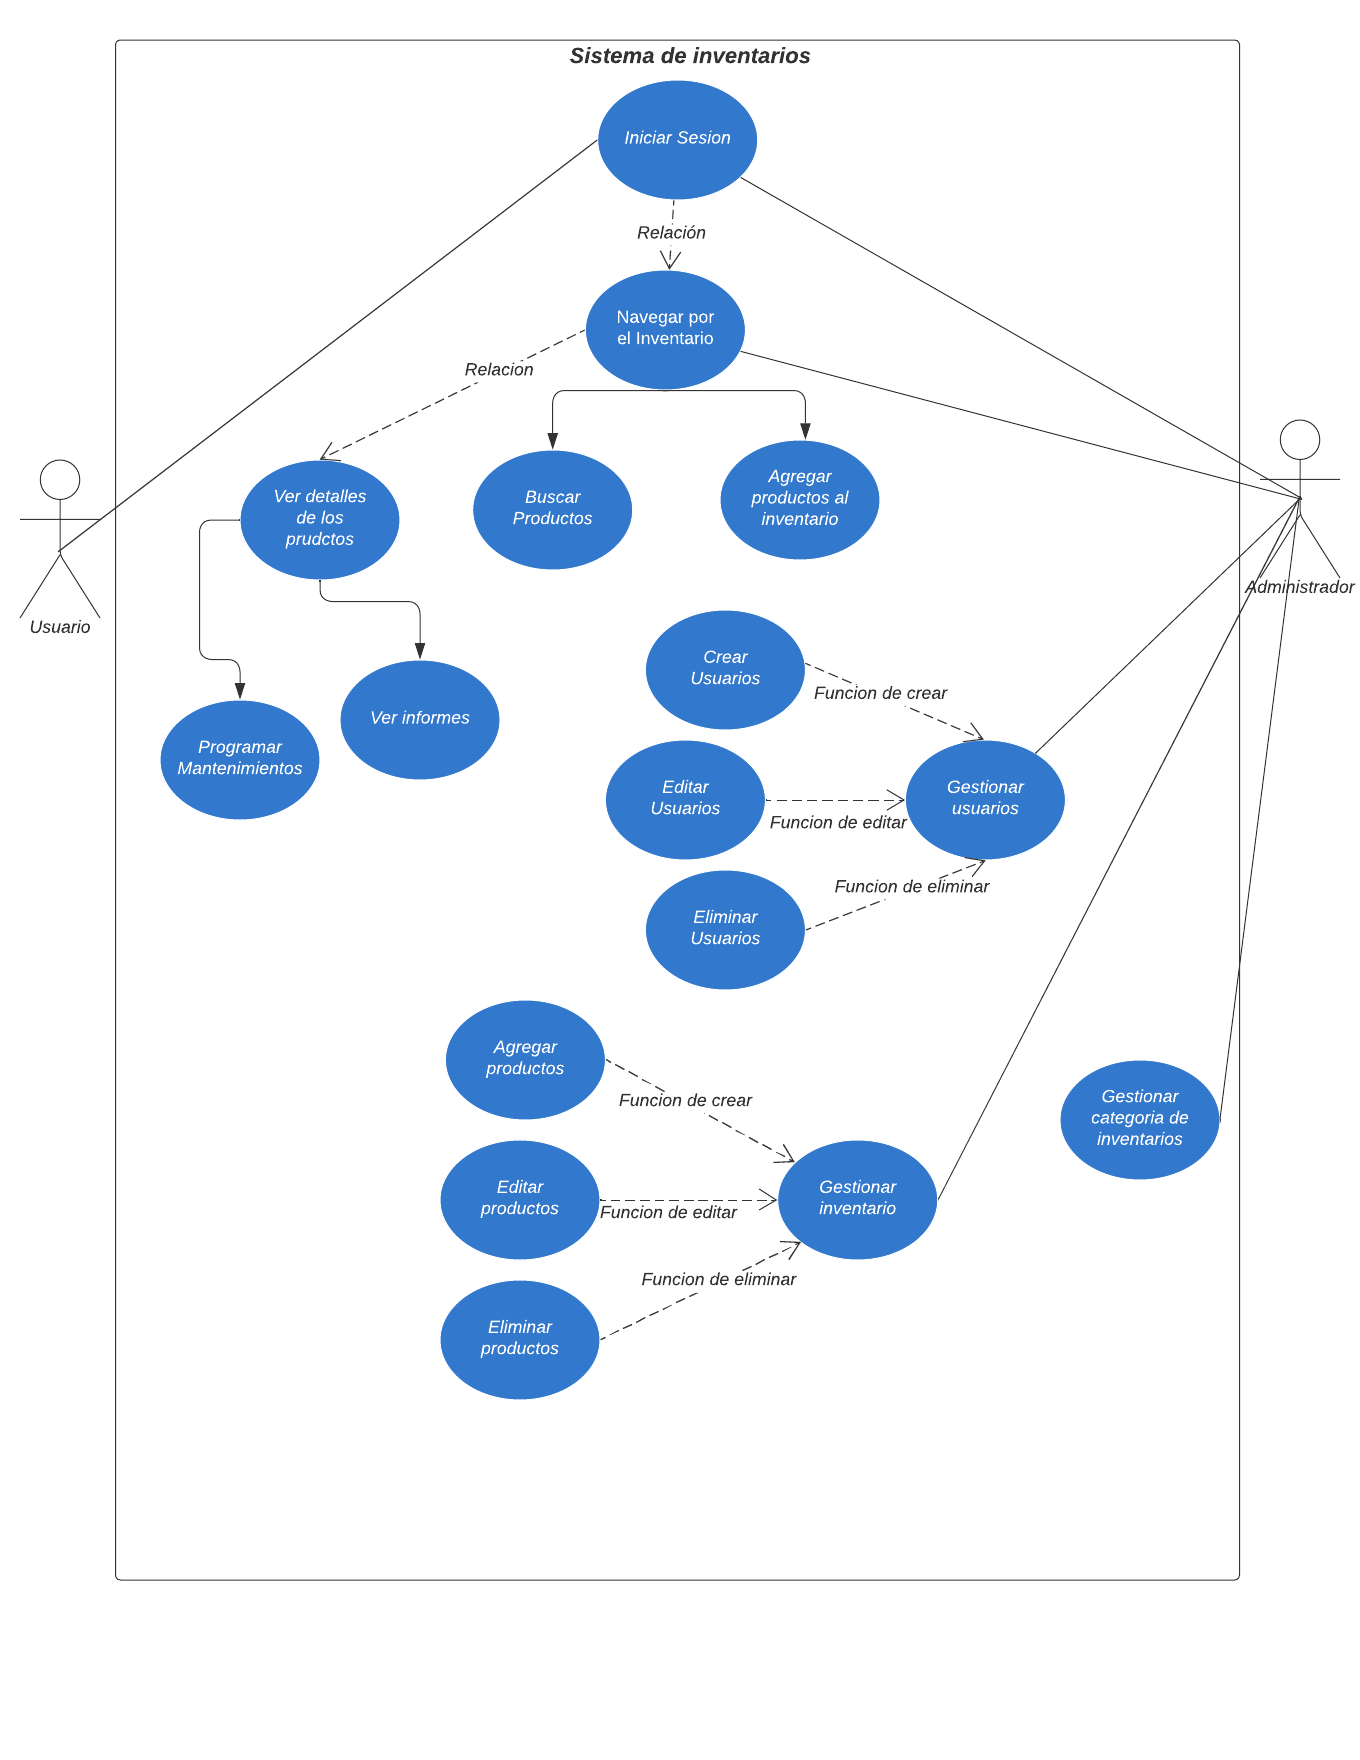 Sistema de inventarios
Iniciar Sesion
Relación
Navegar por
el Inventario
Relacion
Ver detalles
de los
prudctos
Buscar
Productos
Agregar
productos al
inventario
Usuario
Administrador
Programar
Mantenimientos
Ver informes
Crear
Usuarios
Funcion de crear
Editar
Usuarios
Funcion de editar
Gestionar
usuarios
Eliminar
Usuarios
Funcion de eliminar
Agregar
productos
Funcion de crear
Editar
productos
Funcion de editar
Gestionar
inventario
Gestionar
categoria de
inventarios
Eliminar
productos
Funcion de eliminar